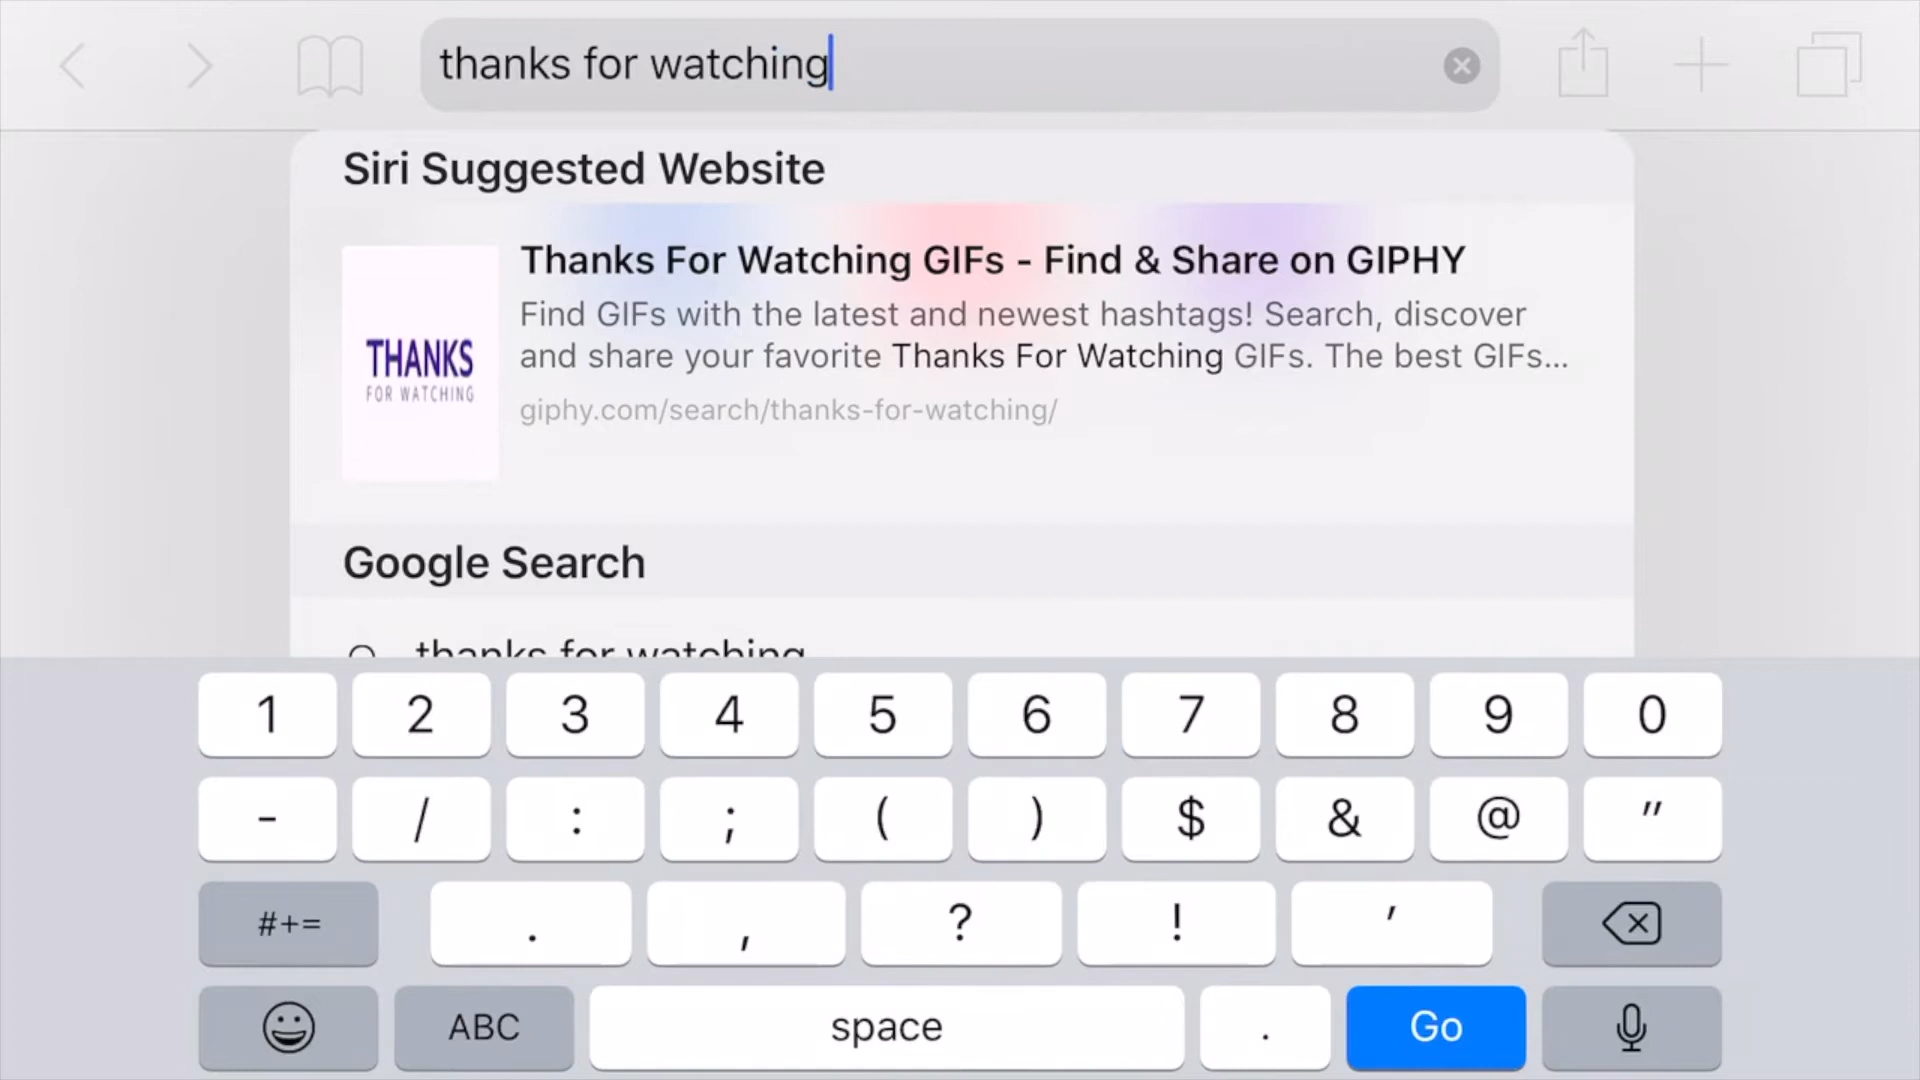 thanks for watching
Siri Suggested Website
Thanks For Watching GIFs - Find & Share on GIPHY
Find GIFs with the latest and newest hashtags! Search, discover
and share your favorite Thanks For Watching GIFs. The best GIFs...
giphy.com/search/thanks-for-watching/
THANKS
FOR WATCHING
Google Search
thanks for watching
1 2 3 4 5 6 7 8 9 0
- / : ; ( ) $ & @ "
#+= . , ? ! '
ABC space . Go